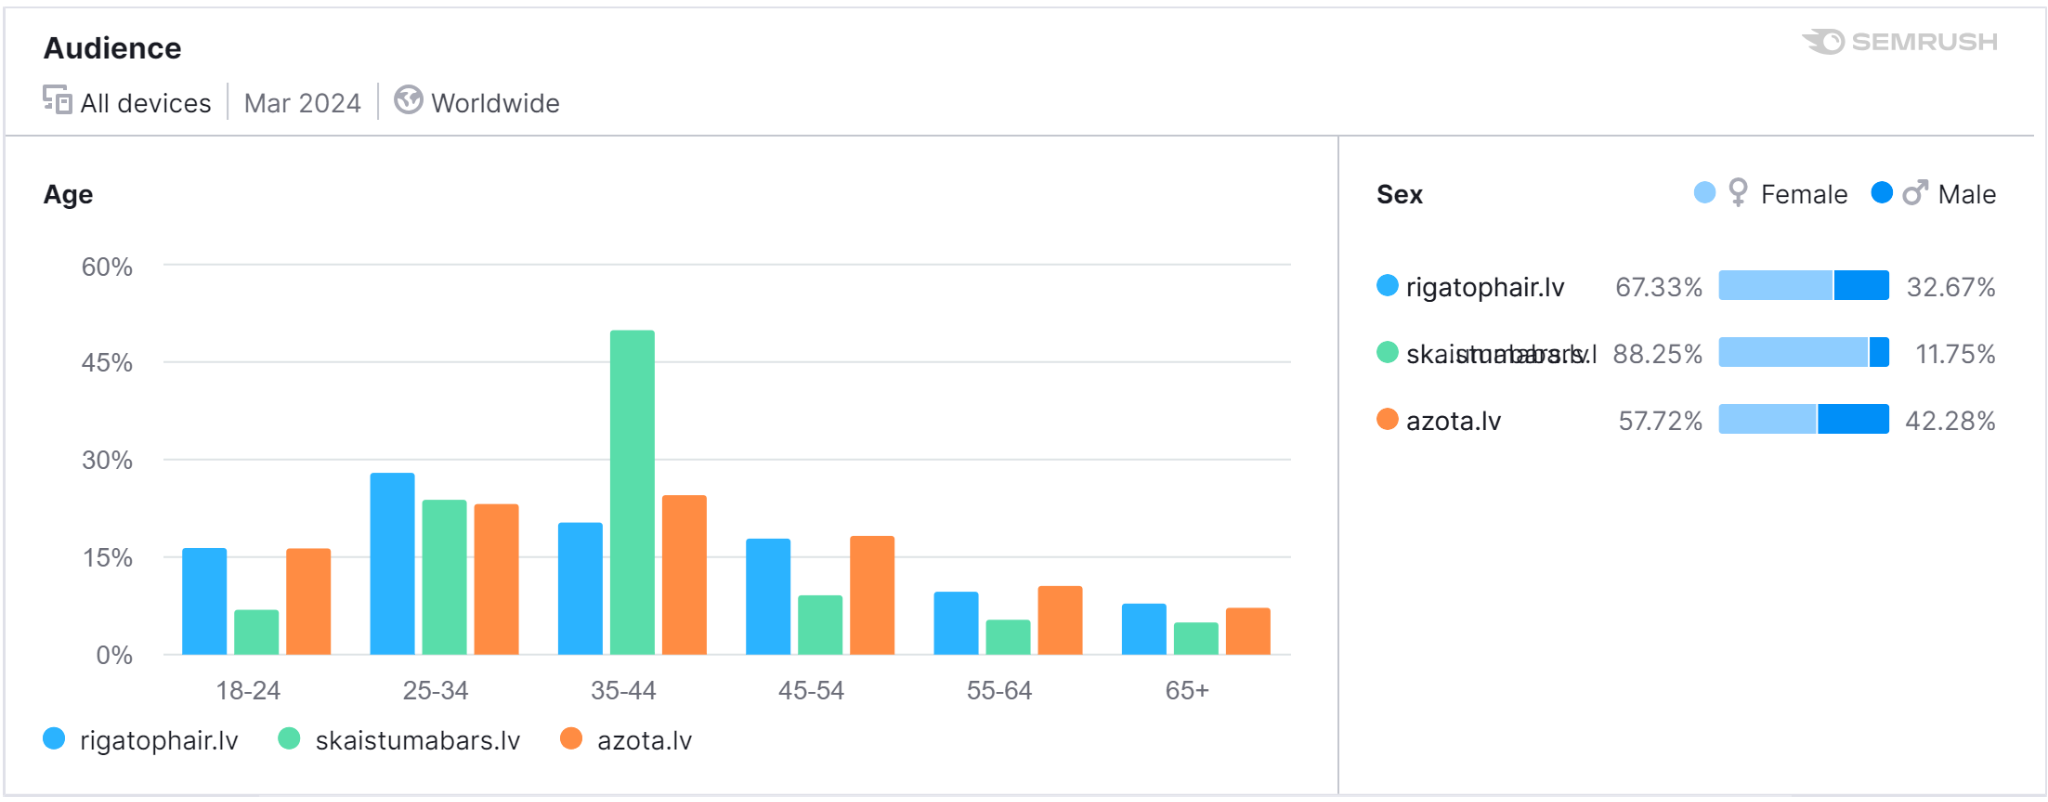 Audience
SEMRUSH
All devices Mar 2024 Worldwide
Age
60%
45%
30%
15%
0%
18-24 25-34 35-44 45-54 55-64 65+
rigatophair.lv skaistumabars.lv azota.lv
Sex Female Male
rigatophair.lv 67.33% 32.67%
88.25% 11.75%
azota.lv 57.72% 42.28%